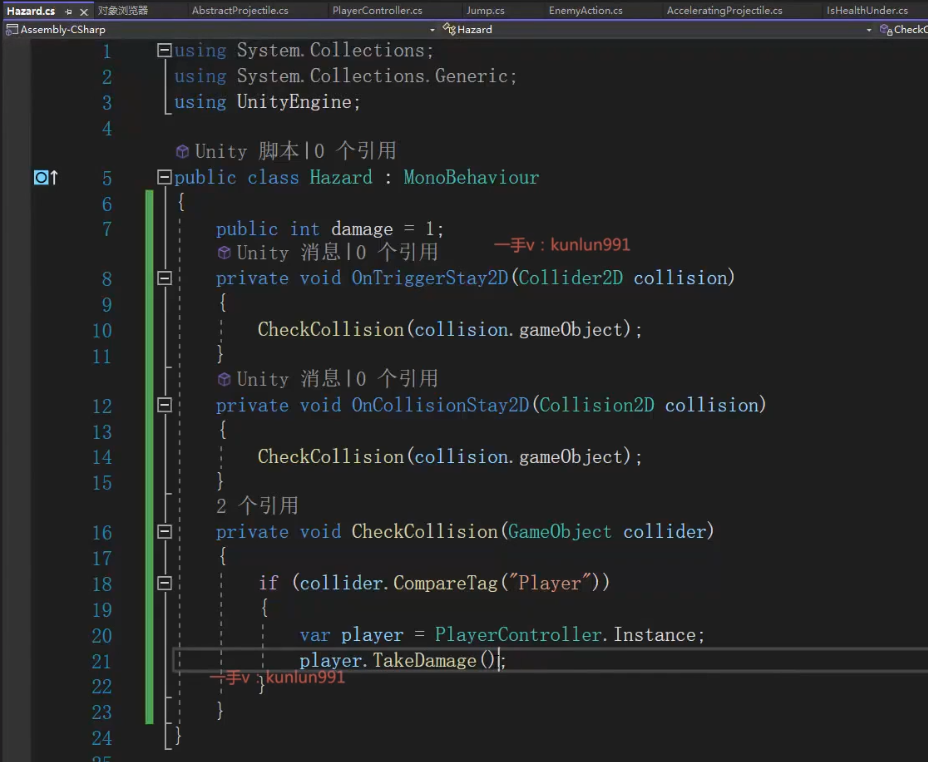 Hazard.cs 对象浏览器 AbstractProjectile.cs PlayerController.cs Jump.cs EnemyAction.cs AcceleratingProjectile.cs IsHealthUnder.cs
Assembly-CSharp Hazard CheckC
1 using System.Collections;
2 using System.Collections.Generic;
3 using UnityEngine;
4
Unity 脚本|0 个引用
5 public class Hazard : MonoBehaviour
6 {
7 public int damage = 1;
Unity 消息|0 个引用 一手v：kunlun991
8 private void OnTriggerStay2D(Collider2D collision)
9 {
10 CheckCollision(collision.gameObject);
11 }
Unity 消息|0 个引用
12 private void OnCollisionStay2D(Collision2D collision)
13 {
14 CheckCollision(collision.gameObject);
15 }
2 个引用
16 private void CheckCollision(GameObject collider)
17 {
18 if (collider.CompareTag("Player"))
19 {
20 var player = PlayerController.Instance;
21 player.TakeDamage();
一手v：kunlun991
22 }
23 }
24 }
25